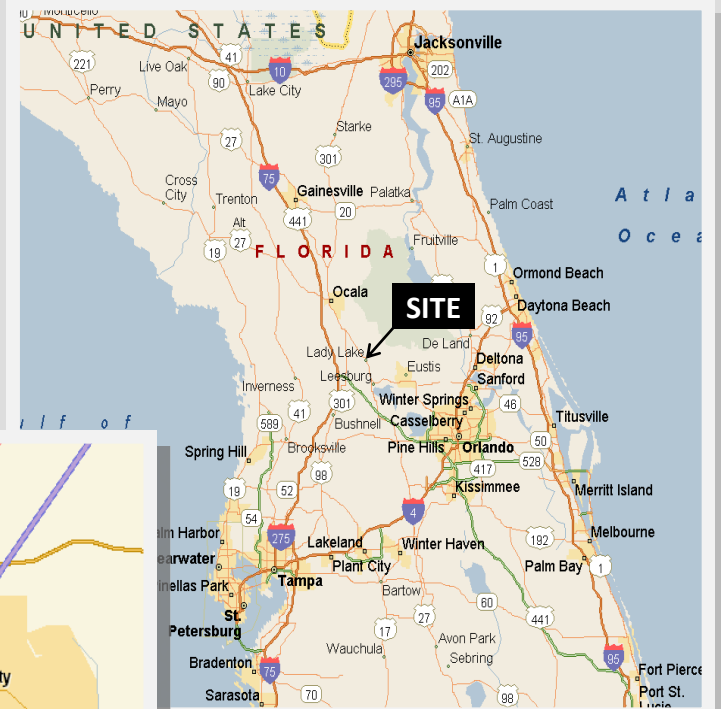 Monticello
UNITED STATES
Jacksonville
41
Live Oak
221
10
202
90
Lake City
295
Perry
95
A1A
Mayo
Starke
27
St. Augustine
301
75
Cross
City
Gainesville
Palatka
Trenton
20
Palm Coast
Atla
441
Alt
27
19
Fruitville
Ocea
FLORIDA
1
Ormond Beach
Ocala
SITE
Daytona Beach
92
95
De Land
Lady Lake
Deltona
Eustis
Leesburg
Sanford
Inverness
Winter Springs
46
301
41
Titusville
Casselberry
589
Bushnell
ulf of
50
Pine Hills
Orlando
Spring Hill
Brooksville
528
417
98
Kissimmee
19
52
Merritt Island
4
54
alm Harbor
275
Melbourne
Lakeland
Winter Haven
192
earwater
Plant City
Palm Bay
1
Tampa
inellas Park
Bartow
60
St.
Petersburg
27
441
17
Avon Park
Wauchula
95
Bradenton
Sebring
75
Fort Pierce
ty
Sarasota
70
98
Port St.
Lucie